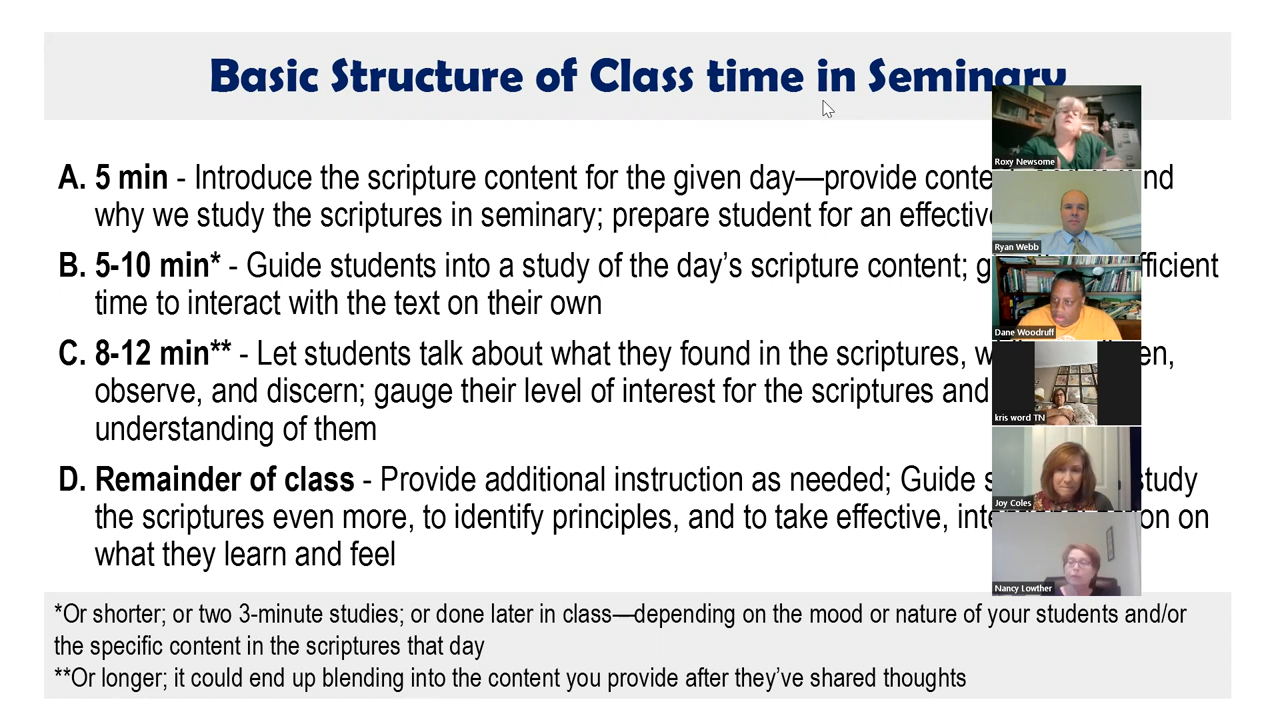 Basic Structure of Class time in Seminary
A. 5 min - Introduce the scripture content for the given day—provide nd
why we study the scriptures in seminary; prepare student for an
B. 5-10 min* - Guide students into a study of the day’s scripture content; fficient
time to interact with the text on their own
C. 8-12 min** - Let students talk about what they found in the scriptures, en,
observe, and discern; gauge their level of interest for the scriptures and
understanding of them
D. Remainder of class - Provide additional instruction as needed; Guide study
the scriptures even more, to identify principles, and to take effective, on on
what they learn and feel
*Or shorter; or two 3-minute studies; or done later in class—depending on the mood or nature of your students and/or
the specific content in the scriptures that day
**Or longer; it could end up blending into the content you provide after they’ve shared thoughts
Roxy Newsome
Ryan Webb
Dane Woodruff
kris word TN
Joy Coles
Nancy Lowther